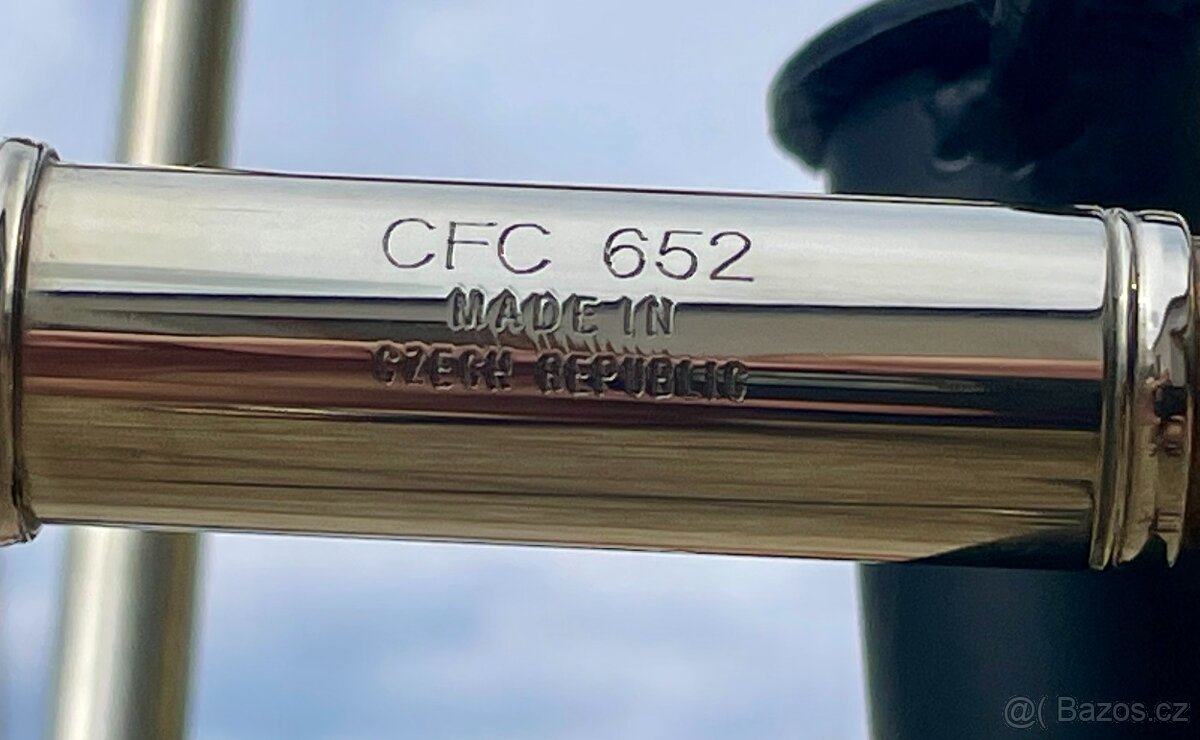 CFC 652
MADE IN
CZECH REPUBLIC
@( Bazos.cz